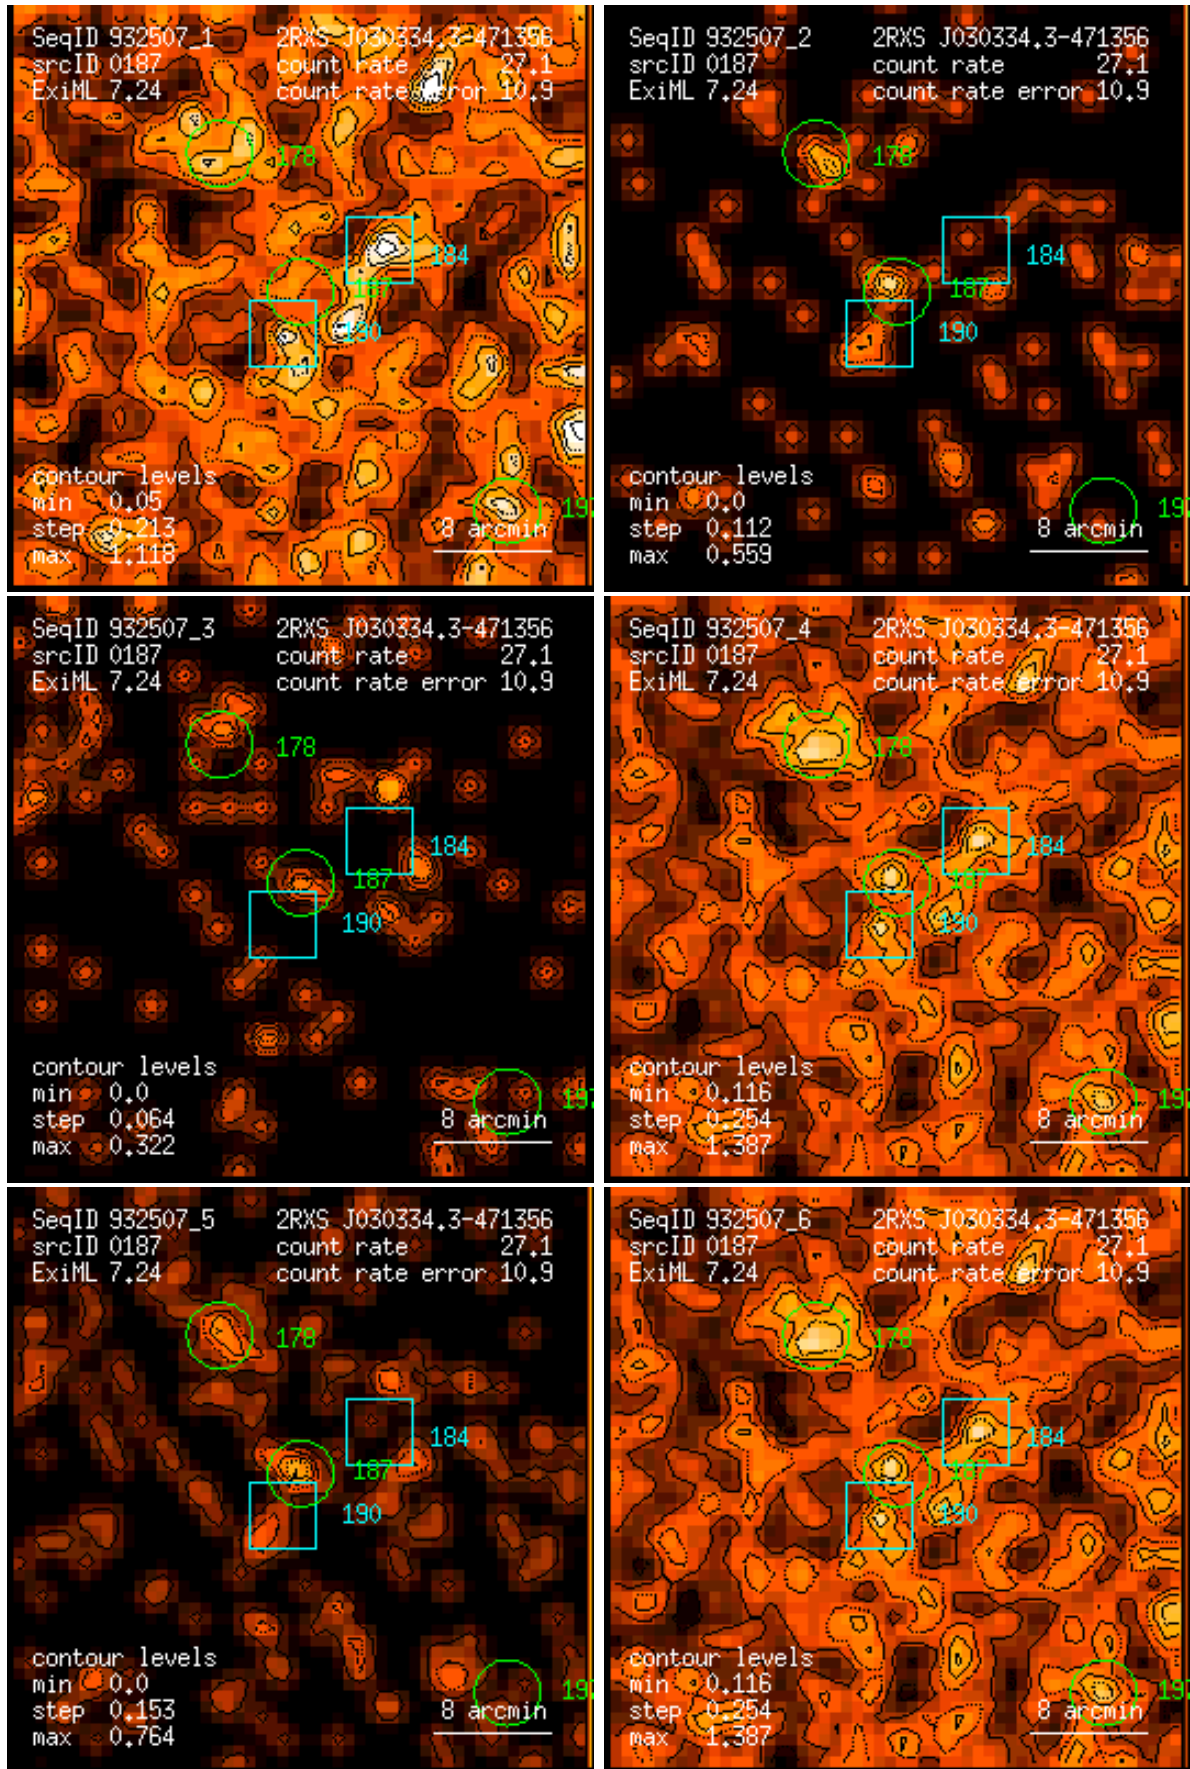 SeqID 932507_1 2RXS J030334.3-471356
srcID 0187 count rate 27.1
ExiML 7.24 count rate error 10.9
178
184
187
190
contour levels
min 0.05
step 0.213
max 1.118
8 arcmin
SeqID 932507_2 2RXS J030334.3-471356
srcID 0187 count rate 27.1
ExiML 7.24 count rate error 10.9
178
184
187
190
contour levels
min 0.0
step 0.112
max 0.559
8 arcmin
SeqID 932507_3 2RXS J030334.3-471356
srcID 0187 count rate 27.1
ExiML 7.24 count rate error 10.9
178
184
187
190
contour levels
min 0.0
step 0.064
max 0.322
8 arcmin
SeqID 932507_4 2RXS J030334.3-471356
srcID 0187 count rate 27.1
ExiML 7.24 count rate error 10.9
178
184
187
190
contour levels
min 0.116
step 0.254
max 1.387
8 arcmin
SeqID 932507_5 2RXS J030334.3-471356
srcID 0187 count rate 27.1
ExiML 7.24 count rate error 10.9
178
184
187
190
contour levels
min 0.0
step 0.153
max 0.764
8 arcmin
SeqID 932507_6 2RXS J030334.3-471356
srcID 0187 count rate 27.1
ExiML 7.24 count rate error 10.9
178
184
187
190
contour levels
min 0.116
step 0.254
max 1.387
8 arcmin